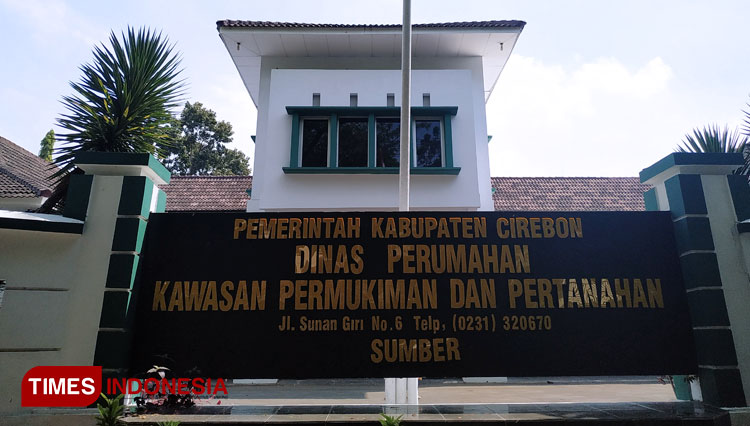 PEMERINTAH KABUPATEN CIREBON
DINAS PERUMAHAN
KAWASAN PERMUKIMAN DAN PERTANAHAN
Jl. Sunan Giri No.6 Telp, (0231) 320670
SUMBER
TIMES INDONESIA